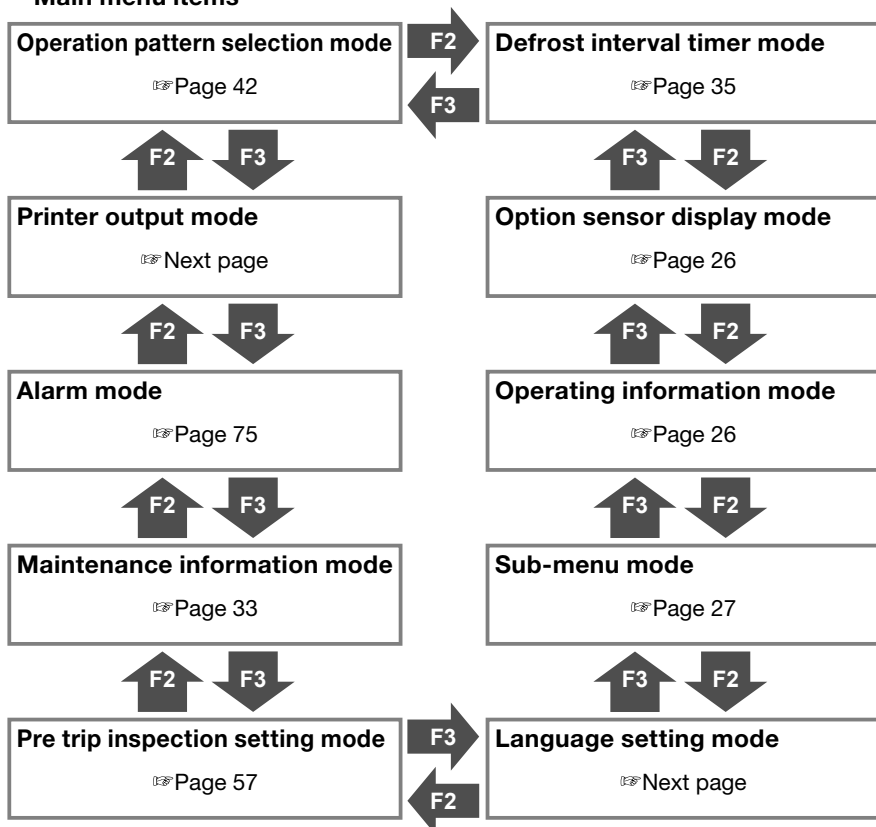 Main menu items
Operation pattern selection mode
☞Page 42
F2
F3
Defrost interval timer mode
☞Page 35
F2
F3
F3
F2
Printer output mode
☞Next page
Option sensor display mode
☞Page 26
F2
F3
F3
F2
Alarm mode
☞Page 75
Operating information mode
☞Page 26
F2
F3
F3
F2
Maintenance information mode
☞Page 33
Sub-menu mode
☞Page 27
F2
F3
F3
F2
Pre trip inspection setting mode
☞Page 57
F3
F2
Language setting mode
☞Next page